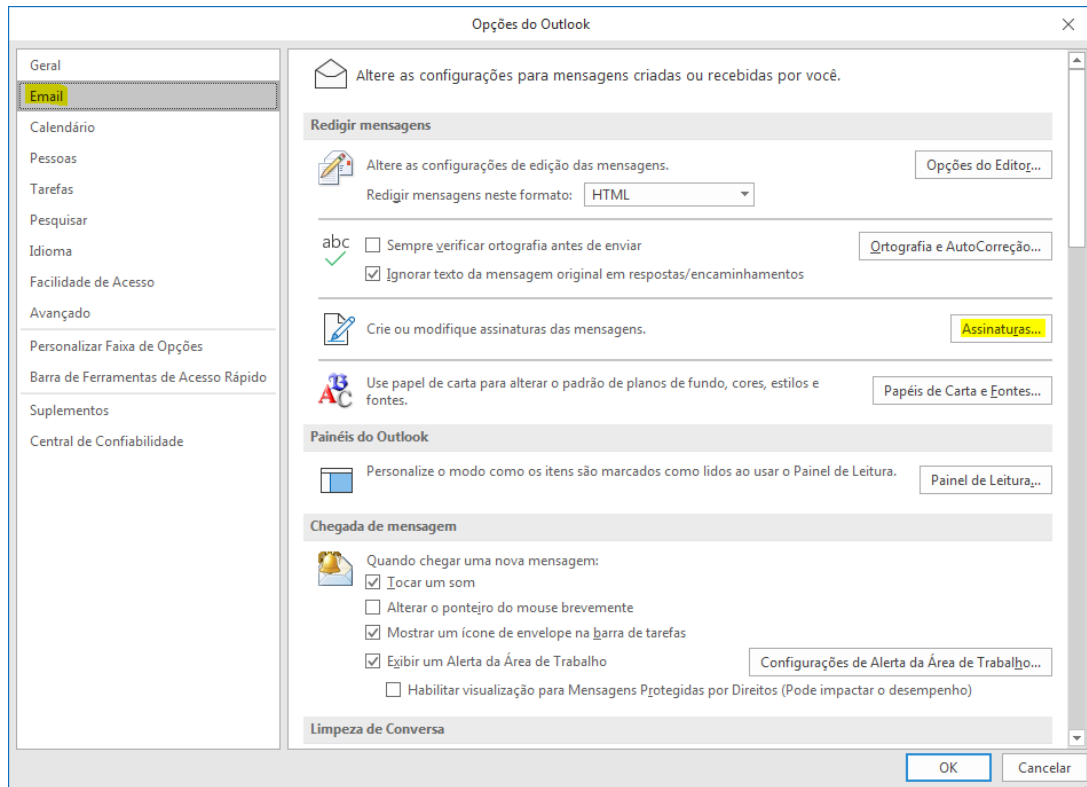 Opções do Outlook
Geral
Email
Calendário
Pessoas
Tarefas
Pesquisar
Idioma
Facilidade de Acesso
Avançado
Personalizar Faixa de Opções
Barra de Ferramentas de Acesso Rápido
Suplementos
Central de Confiabilidade
Altere as configurações para mensagens criadas ou recebidas por você.
Redigir mensagens
Altere as configurações de edição das mensagens.
Opções do Editor...
Redigir mensagens neste formato: HTML
abc
Sempre verificar ortografia antes de enviar
Ortografia e AutoCorreção...
Ignorar texto da mensagem original em respostas/encaminhamentos
Crie ou modifique assinaturas das mensagens.
Assinaturas...
Use papel de carta para alterar o padrão de planos de fundo, cores, estilos e
fontes.
Papéis de Carta e Fontes...
Painéis do Outlook
Personalize o modo como os itens são marcados como lidos ao usar o Painel de Leitura.
Painel de Leitura...
Chegada de mensagem
Quando chegar uma nova mensagem:
Tocar um som
Alterar o ponteiro do mouse brevemente
Mostrar um ícone de envelope na barra de tarefas
Exibir um Alerta da Área de Trabalho
Configurações de Alerta da Área de Trabalho...
Habilitar visualização para Mensagens Protegidas por Direitos (Pode impactar o desempenho)
Limpeza de Conversa
OK
Cancelar